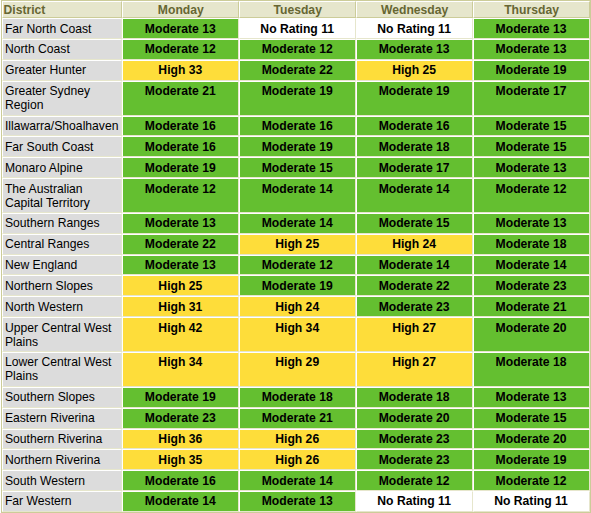 District Monday Tuesday Wednesday Thursday
Far North Coast Moderate 13 No Rating 11 No Rating 11 Moderate 13
North Coast Moderate 12 Moderate 12 Moderate 13 Moderate 13
Greater Hunter High 33 Moderate 22 High 25 Moderate 19
Greater Sydney Moderate 21 Moderate 19 Moderate 19 Moderate 17
Region
Illawarra/Shoalhaven Moderate 16 Moderate 16 Moderate 16 Moderate 15
Far South Coast Moderate 16 Moderate 19 Moderate 18 Moderate 15
Monaro Alpine Moderate 19 Moderate 15 Moderate 17 Moderate 13
The Australian Moderate 12 Moderate 14 Moderate 14 Moderate 12
Capital Territory
Southern Ranges Moderate 13 Moderate 14 Moderate 15 Moderate 13
Central Ranges Moderate 22 High 25 High 24 Moderate 18
New England Moderate 13 Moderate 12 Moderate 14 Moderate 14
Northern Slopes High 25 Moderate 19 Moderate 22 Moderate 23
North Western High 31 High 24 Moderate 23 Moderate 21
Upper Central West High 42 High 34 High 27 Moderate 20
Plains
Lower Central West High 34 High 29 High 27 Moderate 18
Plains
Southern Slopes Moderate 19 Moderate 18 Moderate 18 Moderate 13
Eastern Riverina Moderate 23 Moderate 21 Moderate 20 Moderate 15
Southern Riverina High 36 High 26 Moderate 23 Moderate 20
Northern Riverina High 35 High 26 Moderate 23 Moderate 19
South Western Moderate 16 Moderate 14 Moderate 12 Moderate 12
Far Western Moderate 14 Moderate 13 No Rating 11 No Rating 11